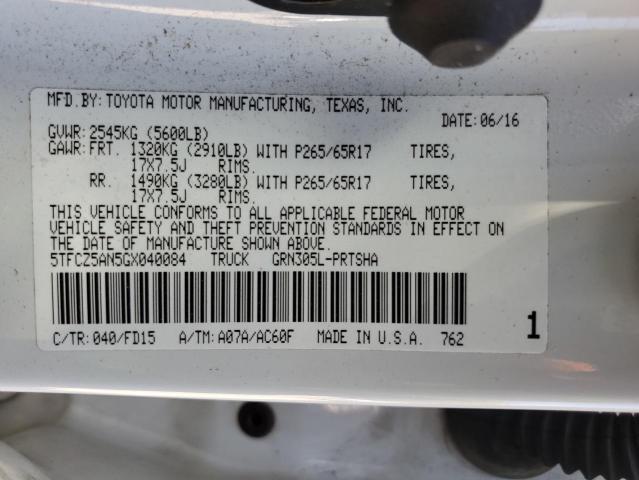 MFD.BY:TOYOTA MOTOR MANUFACTURING, TEXAS, INC.
DATE:06/16
GVWR:2545KG (5600LB)
GAWR:FRT. 1320KG (2910LB) WITH P265/65R17 TIRES,
17X7.5J RIMS.
RR. 1490KG (3280LB) WITH P265/65R17 TIRES,
17X7.5J RIMS.
THIS VEHICLE CONFORMS TO ALL APPLICABLE FEDERAL MOTOR
VEHICLE SAFETY AND THEFT PREVENTION STANDARDS IN EFFECT ON
THE DATE OF MANUFACTURE SHOWN ABOVE.
5TFCZ5AN5GX040084 TRUCK GRN305L-PRTSHA
C/TR:040/FD15 A/TM:A07A/AC60F MADE IN U.S.A. 762 1